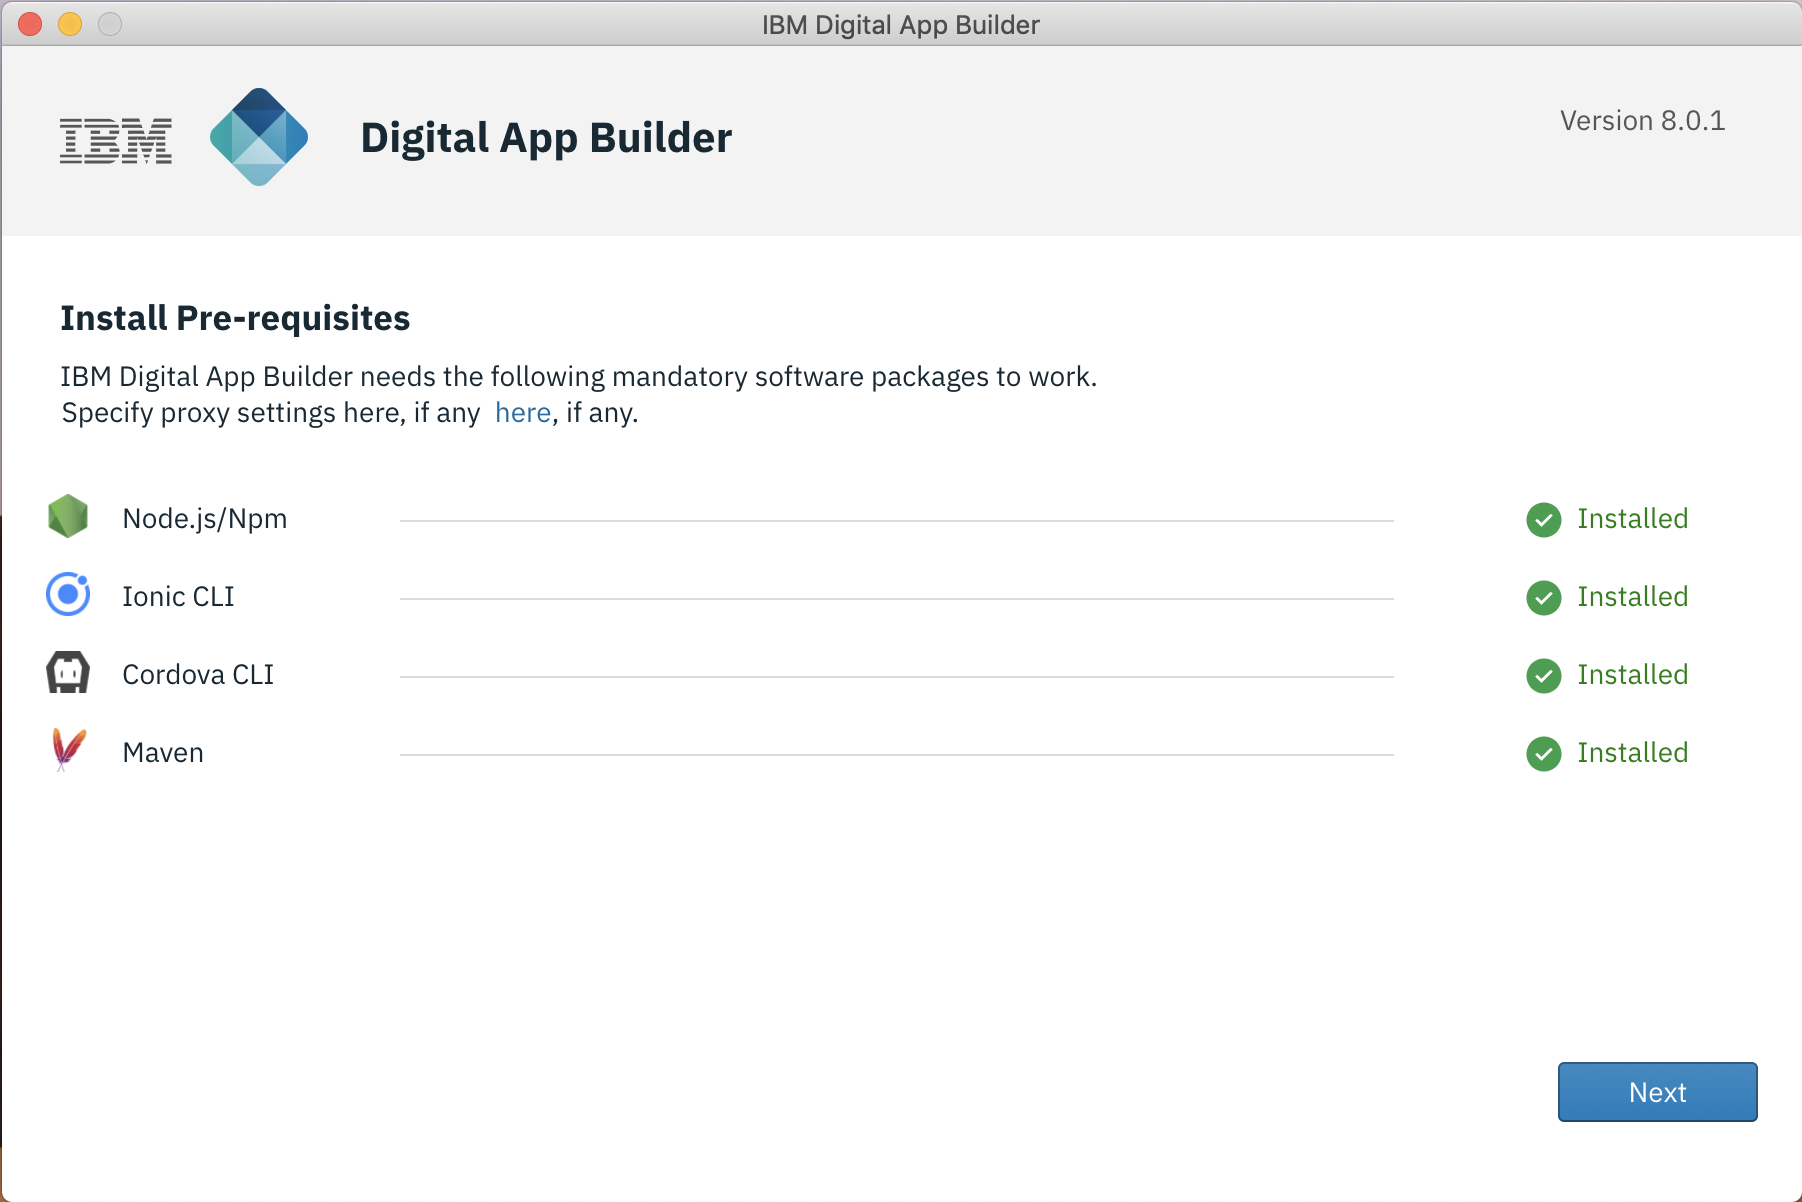 IBM Digital App Builder
IBM
Digital App Builder
Version 8.0.1
Install Pre-requisites
IBM Digital App Builder needs the following mandatory software packages to work.
Specify proxy settings here, if any here, if any.
Node.js/Npm
Installed
Ionic CLI
Installed
Cordova CLI
Installed
Maven
Installed
Next